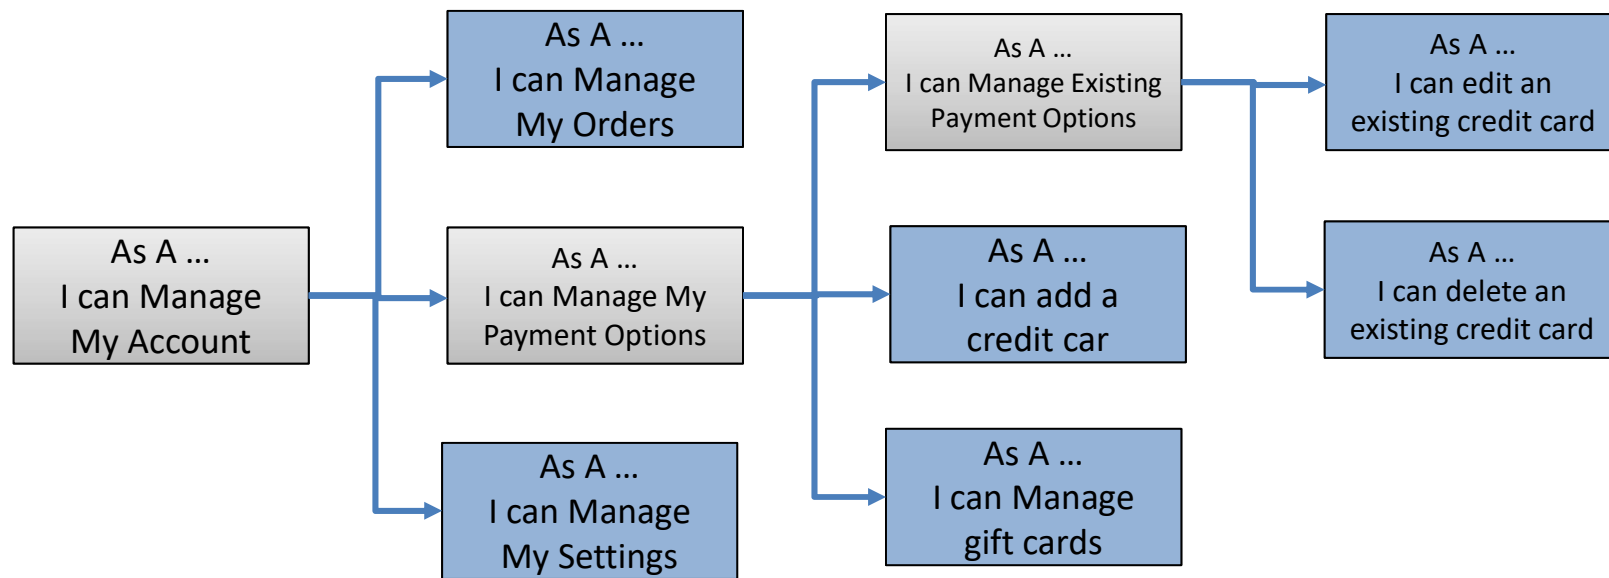 As A ...
I can Manage
My Account
As A ...
I can Manage
My Orders
As A ...
I can Manage My
Payment Options
As A ...
I can Manage
My Settings
As A ...
I can Manage Existing
Payment Options
As A ...
I can add a
credit car
As A ...
I can Manage
gift cards
As A ...
I can edit an
existing credit card
As A ...
I can delete an
existing credit card